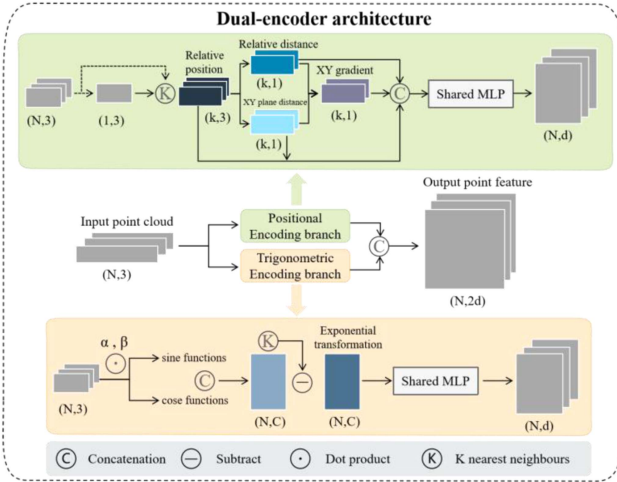 Dual-encoder architecture
Relative distance
Relative position
XY gradient
K
(k,1)
C
Shared MLP
XY plane distance
(N,3)
(1,3)
(k,3)
(k,1)
(k,1)
(N,d)
Output point feature
Input point cloud
Positional
Encoding branch
C
(N,3)
Trigonometric
Encoding branch
(N,2d)
α , β
K
Exponential
transformation
sine functions
C
Shared MLP
cose functions
(N,3)
(N,C)
(N,C)
(N,d)
C Concatenation
Subtract
Dot product
K K nearest neighbours